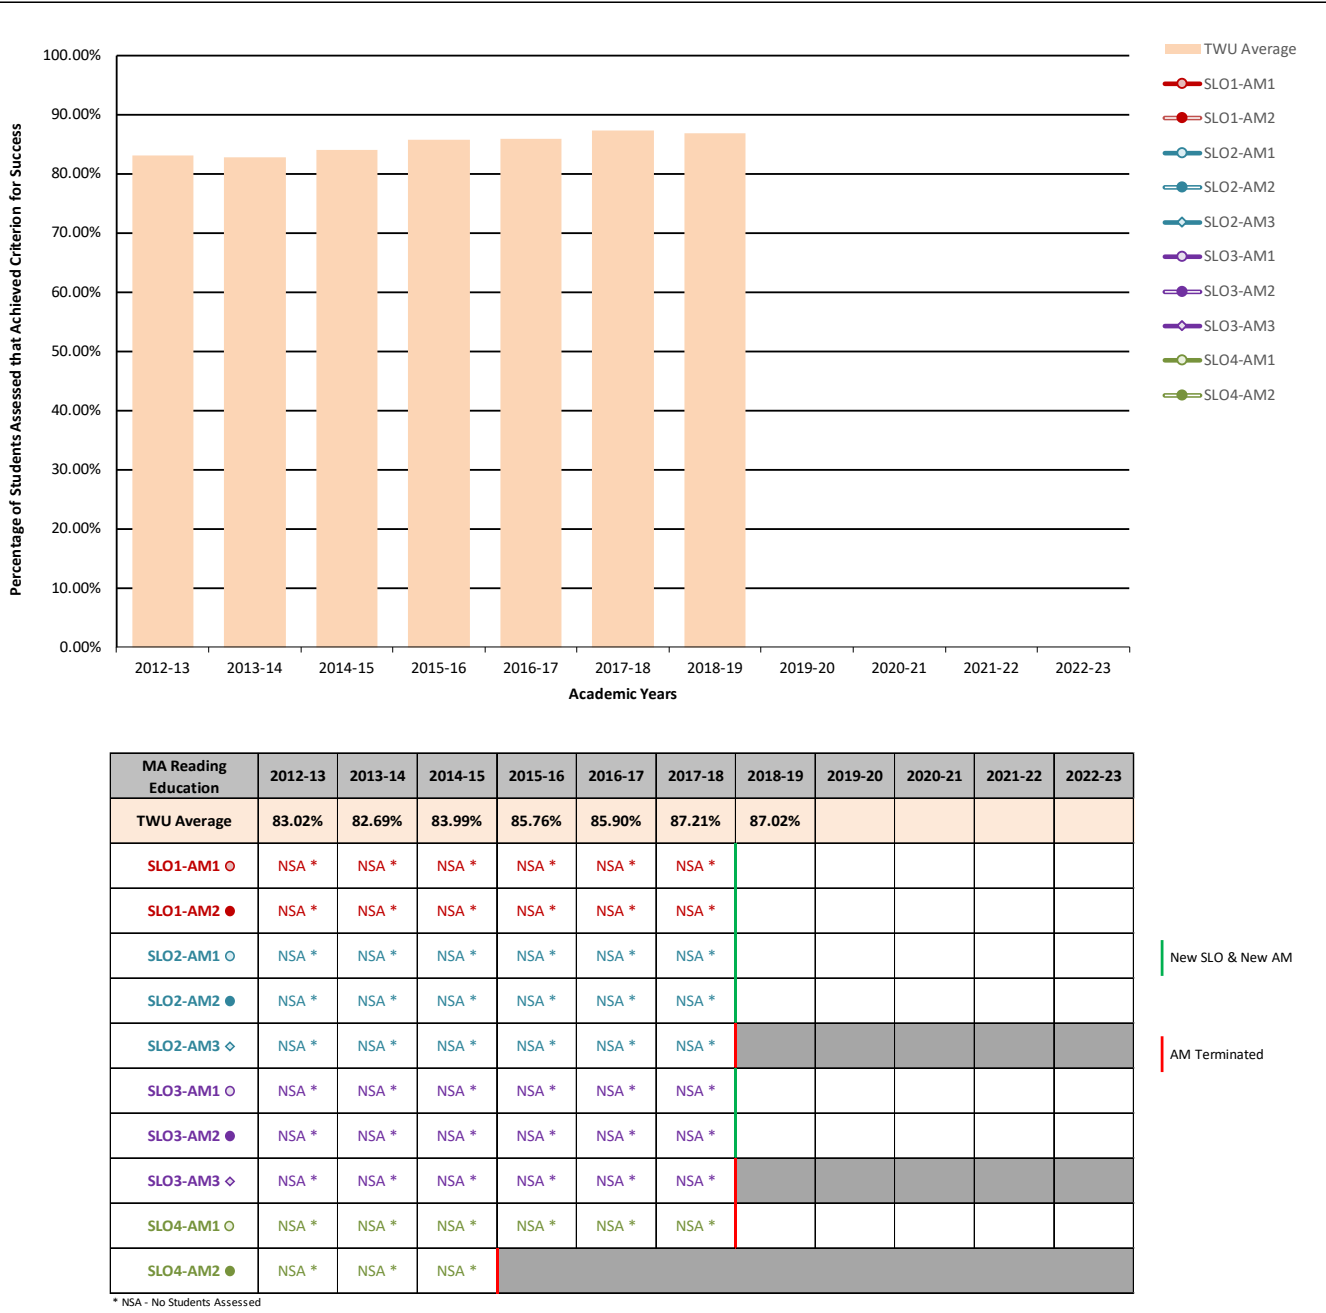 100.00%
90.00%
80.00%
70.00%
60.00%
50.00%
40.00%
30.00%
20.00%
10.00%
0.00%
Percentage of Students Assessed that Achieved Criterion for Success
2012-13 2013-14 2014-15 2015-16 2016-17 2017-18 2018-19 2019-20 2020-21 2021-22 2022-23
Academic Years
TWU Average
SLO1-AM1
SLO1-AM2
SLO2-AM1
SLO2-AM2
SLO2-AM3
SLO3-AM1
SLO3-AM2
SLO3-AM3
SLO4-AM1
SLO4-AM2
MA Reading Education 2012-13 2013-14 2014-15 2015-16 2016-17 2017-18 2018-19 2019-20 2020-21 2021-22 2022-23
TWU Average 83.02% 82.69% 83.99% 85.76% 85.90% 87.21% 87.02%
SLO1-AM1 NSA * NSA * NSA * NSA * NSA * NSA *
SLO1-AM2 NSA * NSA * NSA * NSA * NSA * NSA *
SLO2-AM1 NSA * NSA * NSA * NSA * NSA * NSA *
SLO2-AM2 NSA * NSA * NSA * NSA * NSA * NSA *
SLO2-AM3 NSA * NSA * NSA * NSA * NSA * NSA *
SLO3-AM1 NSA * NSA * NSA * NSA * NSA * NSA *
SLO3-AM2 NSA * NSA * NSA * NSA * NSA * NSA *
SLO3-AM3 NSA * NSA * NSA * NSA * NSA * NSA *
SLO4-AM1 NSA * NSA * NSA * NSA * NSA * NSA *
SLO4-AM2 NSA * NSA * NSA *
New SLO & New AM
AM Terminated
* NSA - No Students Assessed